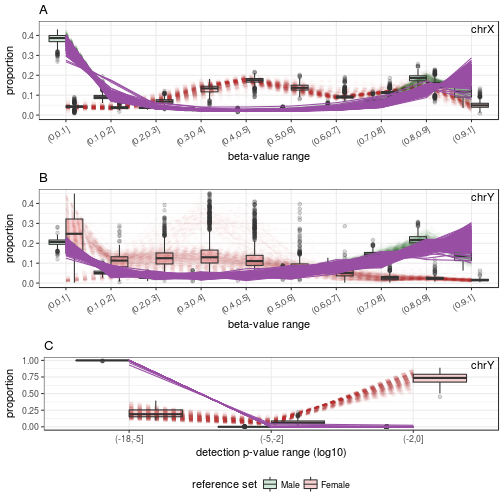 A
chrX
proportion
0.4
0.3
0.2
0.1
0.0
(0,0.1]
(0.1,0.2]
(0.2,0.3]
(0.3,0.4]
(0.4,0.5]
(0.5,0.6]
(0.6,0.7]
(0.7,0.8]
(0.8,0.9]
(0.9,1]
beta-value range
B
chrY
proportion
0.4
0.3
0.2
0.1
0.0
(0,0.1]
(0.1,0.2]
(0.2,0.3]
(0.3,0.4]
(0.4,0.5]
(0.5,0.6]
(0.6,0.7]
(0.7,0.8]
(0.8,0.9]
(0.9,1]
beta-value range
C
chrY
proportion
1.00
0.75
0.50
0.25
0.00
(-18,-5]
(-5,-2]
(-2,0]
detection p-value range (log10)
reference set Male Female